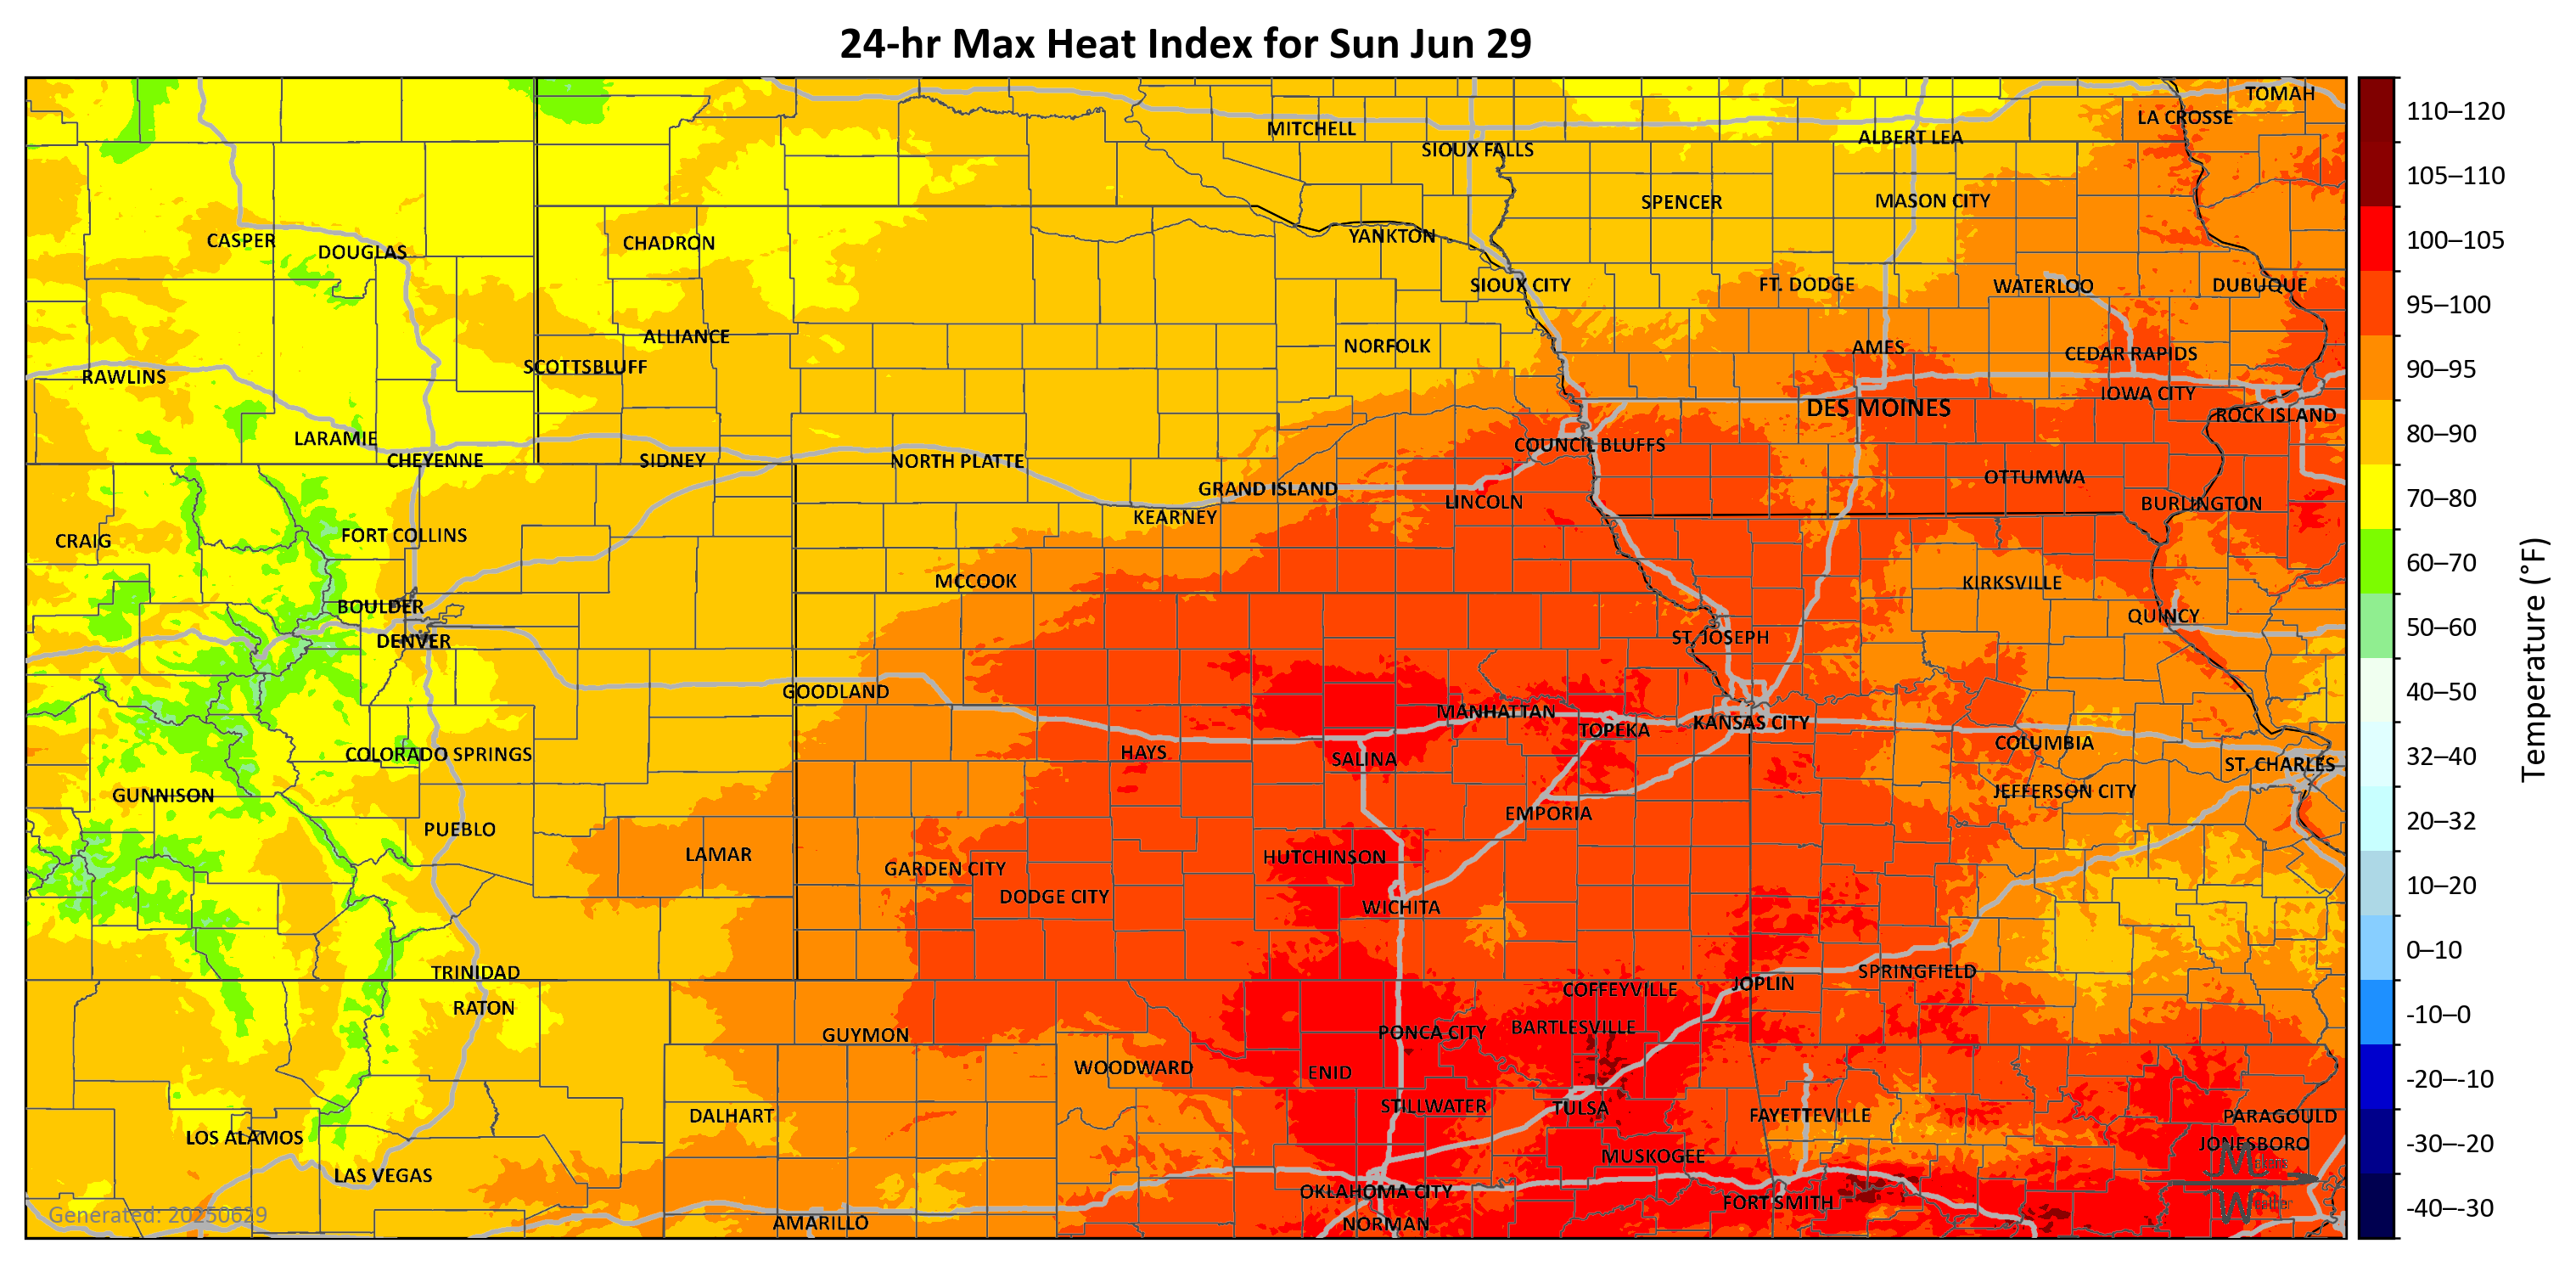 24-hr Max Heat Index for Sun Jun 29
TOMAH
LA CROSSE
MITCHELL
ALBERT LEA
SIOUX FALLS
SPENCER
MASON CITY
YANKTON
CASPER
CHADRON
DOUGLAS
SIOUX CITY
FT. DODGE
WATERLOO
DUBUQUE
ALLIANCE
NORFOLK
AMES
CEDAR RAPIDS
SCOTTSBLUFF
RAWLINS
IOWA CITY
DES MOINES
ROCK ISLAND
LARAMIE
COUNCIL BLUFFS
CHEYENNE
SIDNEY
NORTH PLATTE
OTTUMWA
GRAND ISLAND
LINCOLN
BURLINGTON
KEARNEY
FORT COLLINS
CRAIG
MCCOOK
KIRKSVILLE
BOULDER
QUINCY
DENVER
ST. JOSEPH
GOODLAND
MANHATTAN
TOPEKA
KANSAS CITY
COLUMBIA
COLORADO SPRINGS
HAYS
SALINA
ST. CHARLES
GUNNISON
JEFFERSON CITY
EMPORIA
PUEBLO
LAMAR
HUTCHINSON
GARDEN CITY
DODGE CITY
WICHITA
TRINIDAD
SPRINGFIELD
JOPLIN
COFFEYVILLE
RATON
GUYMON
PONCA CITY
BARTLESVILLE
WOODWARD
ENID
STILLWATER
TULSA
DALHART
FAYETTEVILLE
PARAGOULD
LOS ALAMOS
JONESBORO
MUSKOGEE
LAS VEGAS
OKLAHOMA CITY
FORT SMITH
AMARILLO
NORMAN
Generated: 20250629
110–120
105–110
100–105
95–100
90–95
80–90
70–80
60–70
50–60
40–50
32–40
20–32
10–20
0–10
-10–0
-20–-10
-30–-20
-40–-30
Temperature (°F)